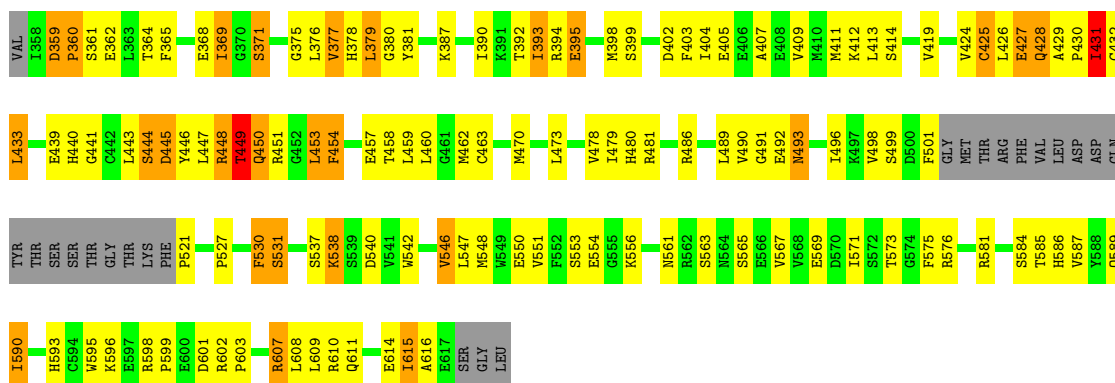 VAL I358 D359 P360 S361 E362 L363 T364 F365 E368 I369 G370 S371 G375 L376 V377 H378 L379 G380 Y381 K387 I390 K391 T392 I393 R394 E395 M398 S399 D402 F403 I404 E405 E406 A407 E408 V409 M410 M411 K412 L413 S414 V419 V424 C425 L426 E427 Q428 A429 P430 I431 C432
L433 E439 H440 G441 C442 L443 S444 D445 Y446 L447 R448 T449 Q450 R451 G452 L453 F454 E457 T458 L459 L460 G461 M462 C463 M470 L473 V478 I479 H480 R481 R486 L489 V490 G491 E492 N493 I496 K497 V498 S499 D500 F501 GLY MET THR ARG PHE VAL LEU ASP ASP GLN
TYR THR SER SER THR GLY THR LYS PHE P521 P527 F530 S531 S537 K538 S539 D540 V541 W542 V546 L547 M548 W549 E550 V551 F552 S553 E554 G555 K556 N561 R562 S563 N564 S565 E566 V567 V568 E569 D570 I571 S572 T573 G574 F575 R576 R581 S584 T585 H586 V587 Y588 Q589
I590 H593 C594 W595 K596 E597 R598 P599 E600 D601 R602 P603 R607 L608 L609 R610 Q611 E614 I615 A616 E617 SER GLY LEU